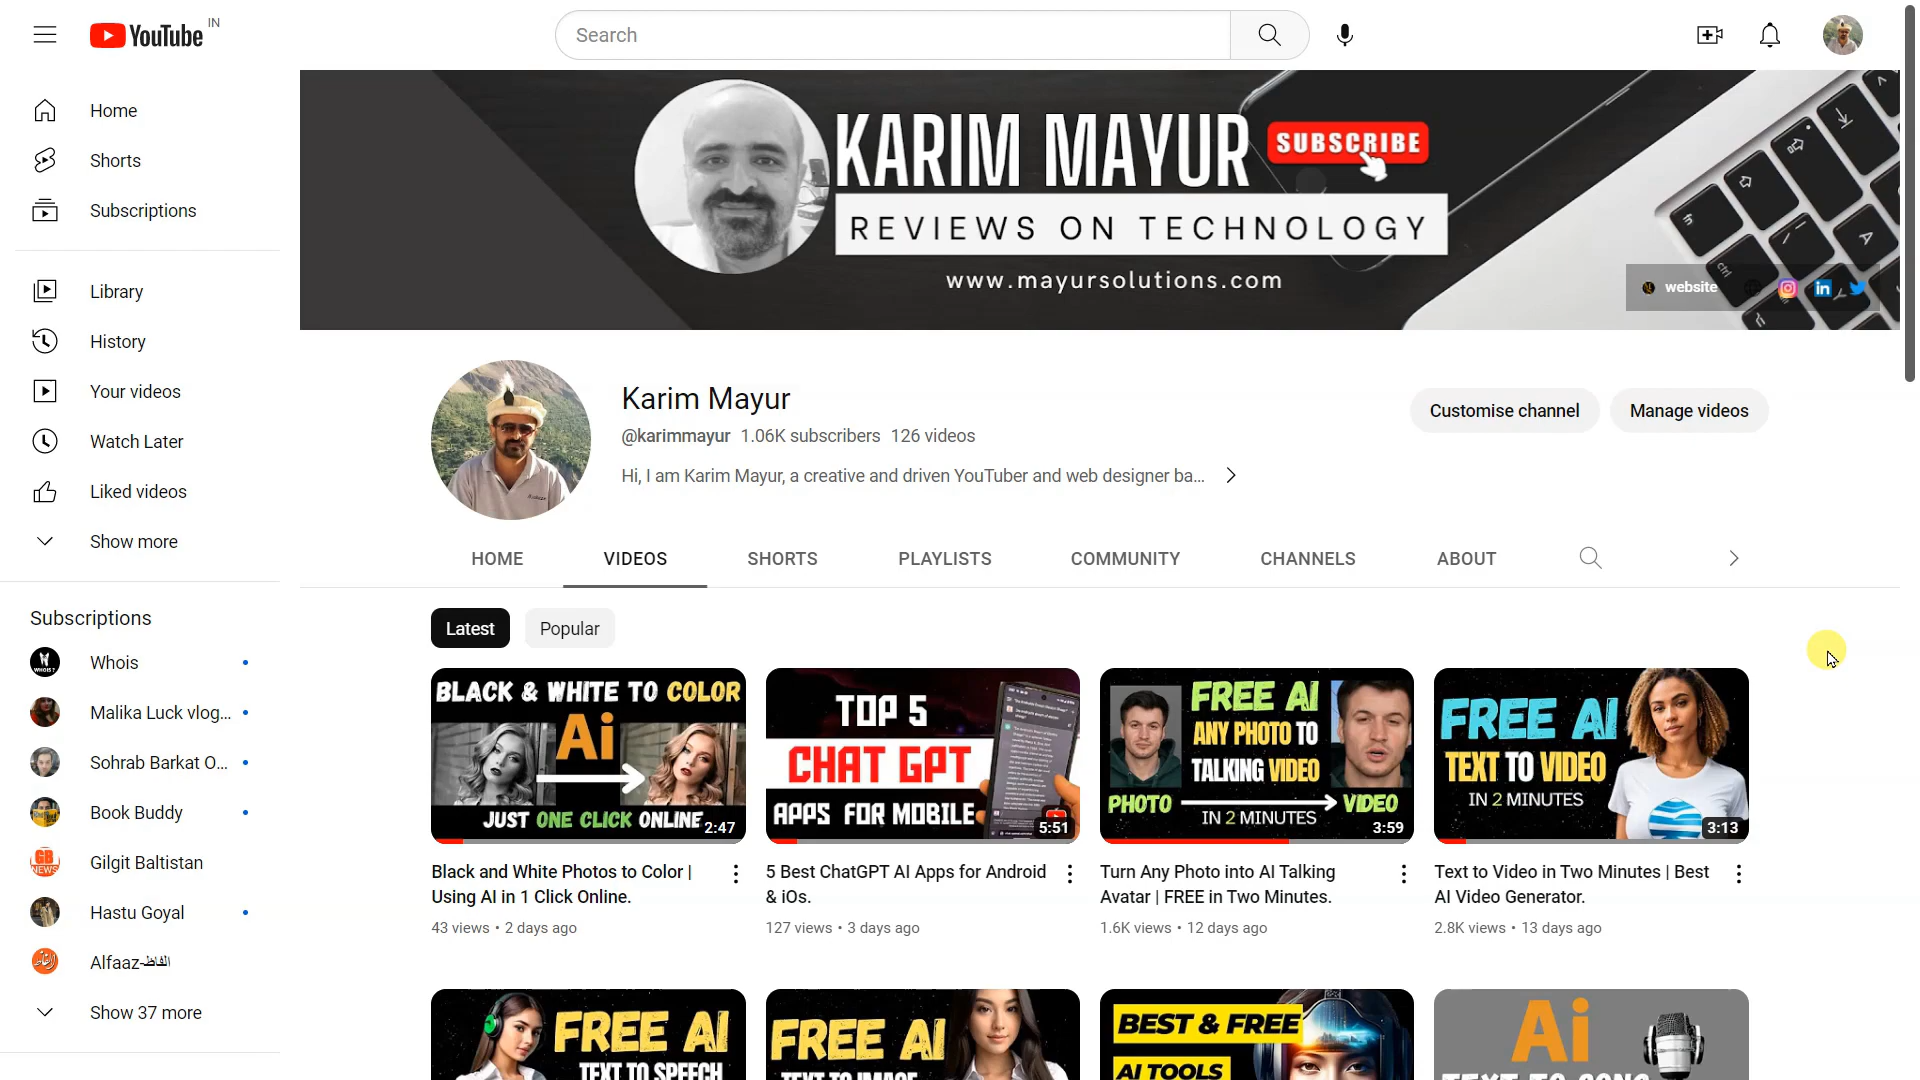 YouTube IN
Search
Home
Shorts
Subscriptions
Library
History
Your videos
Watch Later
Liked videos
Show more
Subscriptions
Whois
Malika Luck vlog...
Sohrab Barkat O...
Book Buddy
Gilgit Baltistan
Hastu Goyal
Alfaaz-الفاظ
Show 37 more
KARIM MAYUR
SUBSCRIBE
REVIEWS ON TECHNOLOGY
www.mayursolutions.com
website
Karim Mayur
@karimmayur 1.06K subscribers 126 videos
Hi, I am Karim Mayur, a creative and driven YouTuber and web designer ba...
Customise channel
Manage videos
HOME
VIDEOS
SHORTS
PLAYLISTS
COMMUNITY
CHANNELS
ABOUT
Latest
Popular
BLACK & WHITE TO COLOR
Ai
JUST ONE CLICK ONLINE
2:47
Black and White Photos to Color |
Using AI in 1 Click Online.
43 views • 2 days ago
TOP 5
CHAT GPT
APPS FOR MOBILE
5:51
5 Best ChatGPT AI Apps for Android
& iOs.
127 views • 3 days ago
FREE AI
ANY PHOTO TO
TALKING VIDEO
PHOTO
VIDEO
IN 2 MINUTES
3:59
Turn Any Photo into AI Talking
Avatar | FREE in Two Minutes.
1.6K views • 12 days ago
FREE AI
TEXT TO VIDEO
IN 2 MINUTES
3:13
Text to Video in Two Minutes | Best
AI Video Generator.
2.8K views • 13 days ago
FREE AI
TEXT TO SPEECH
FREE AI
TEXT TO IMAGE
BEST & FREE
AI TOOLS
Ai
TEXT TO SONG